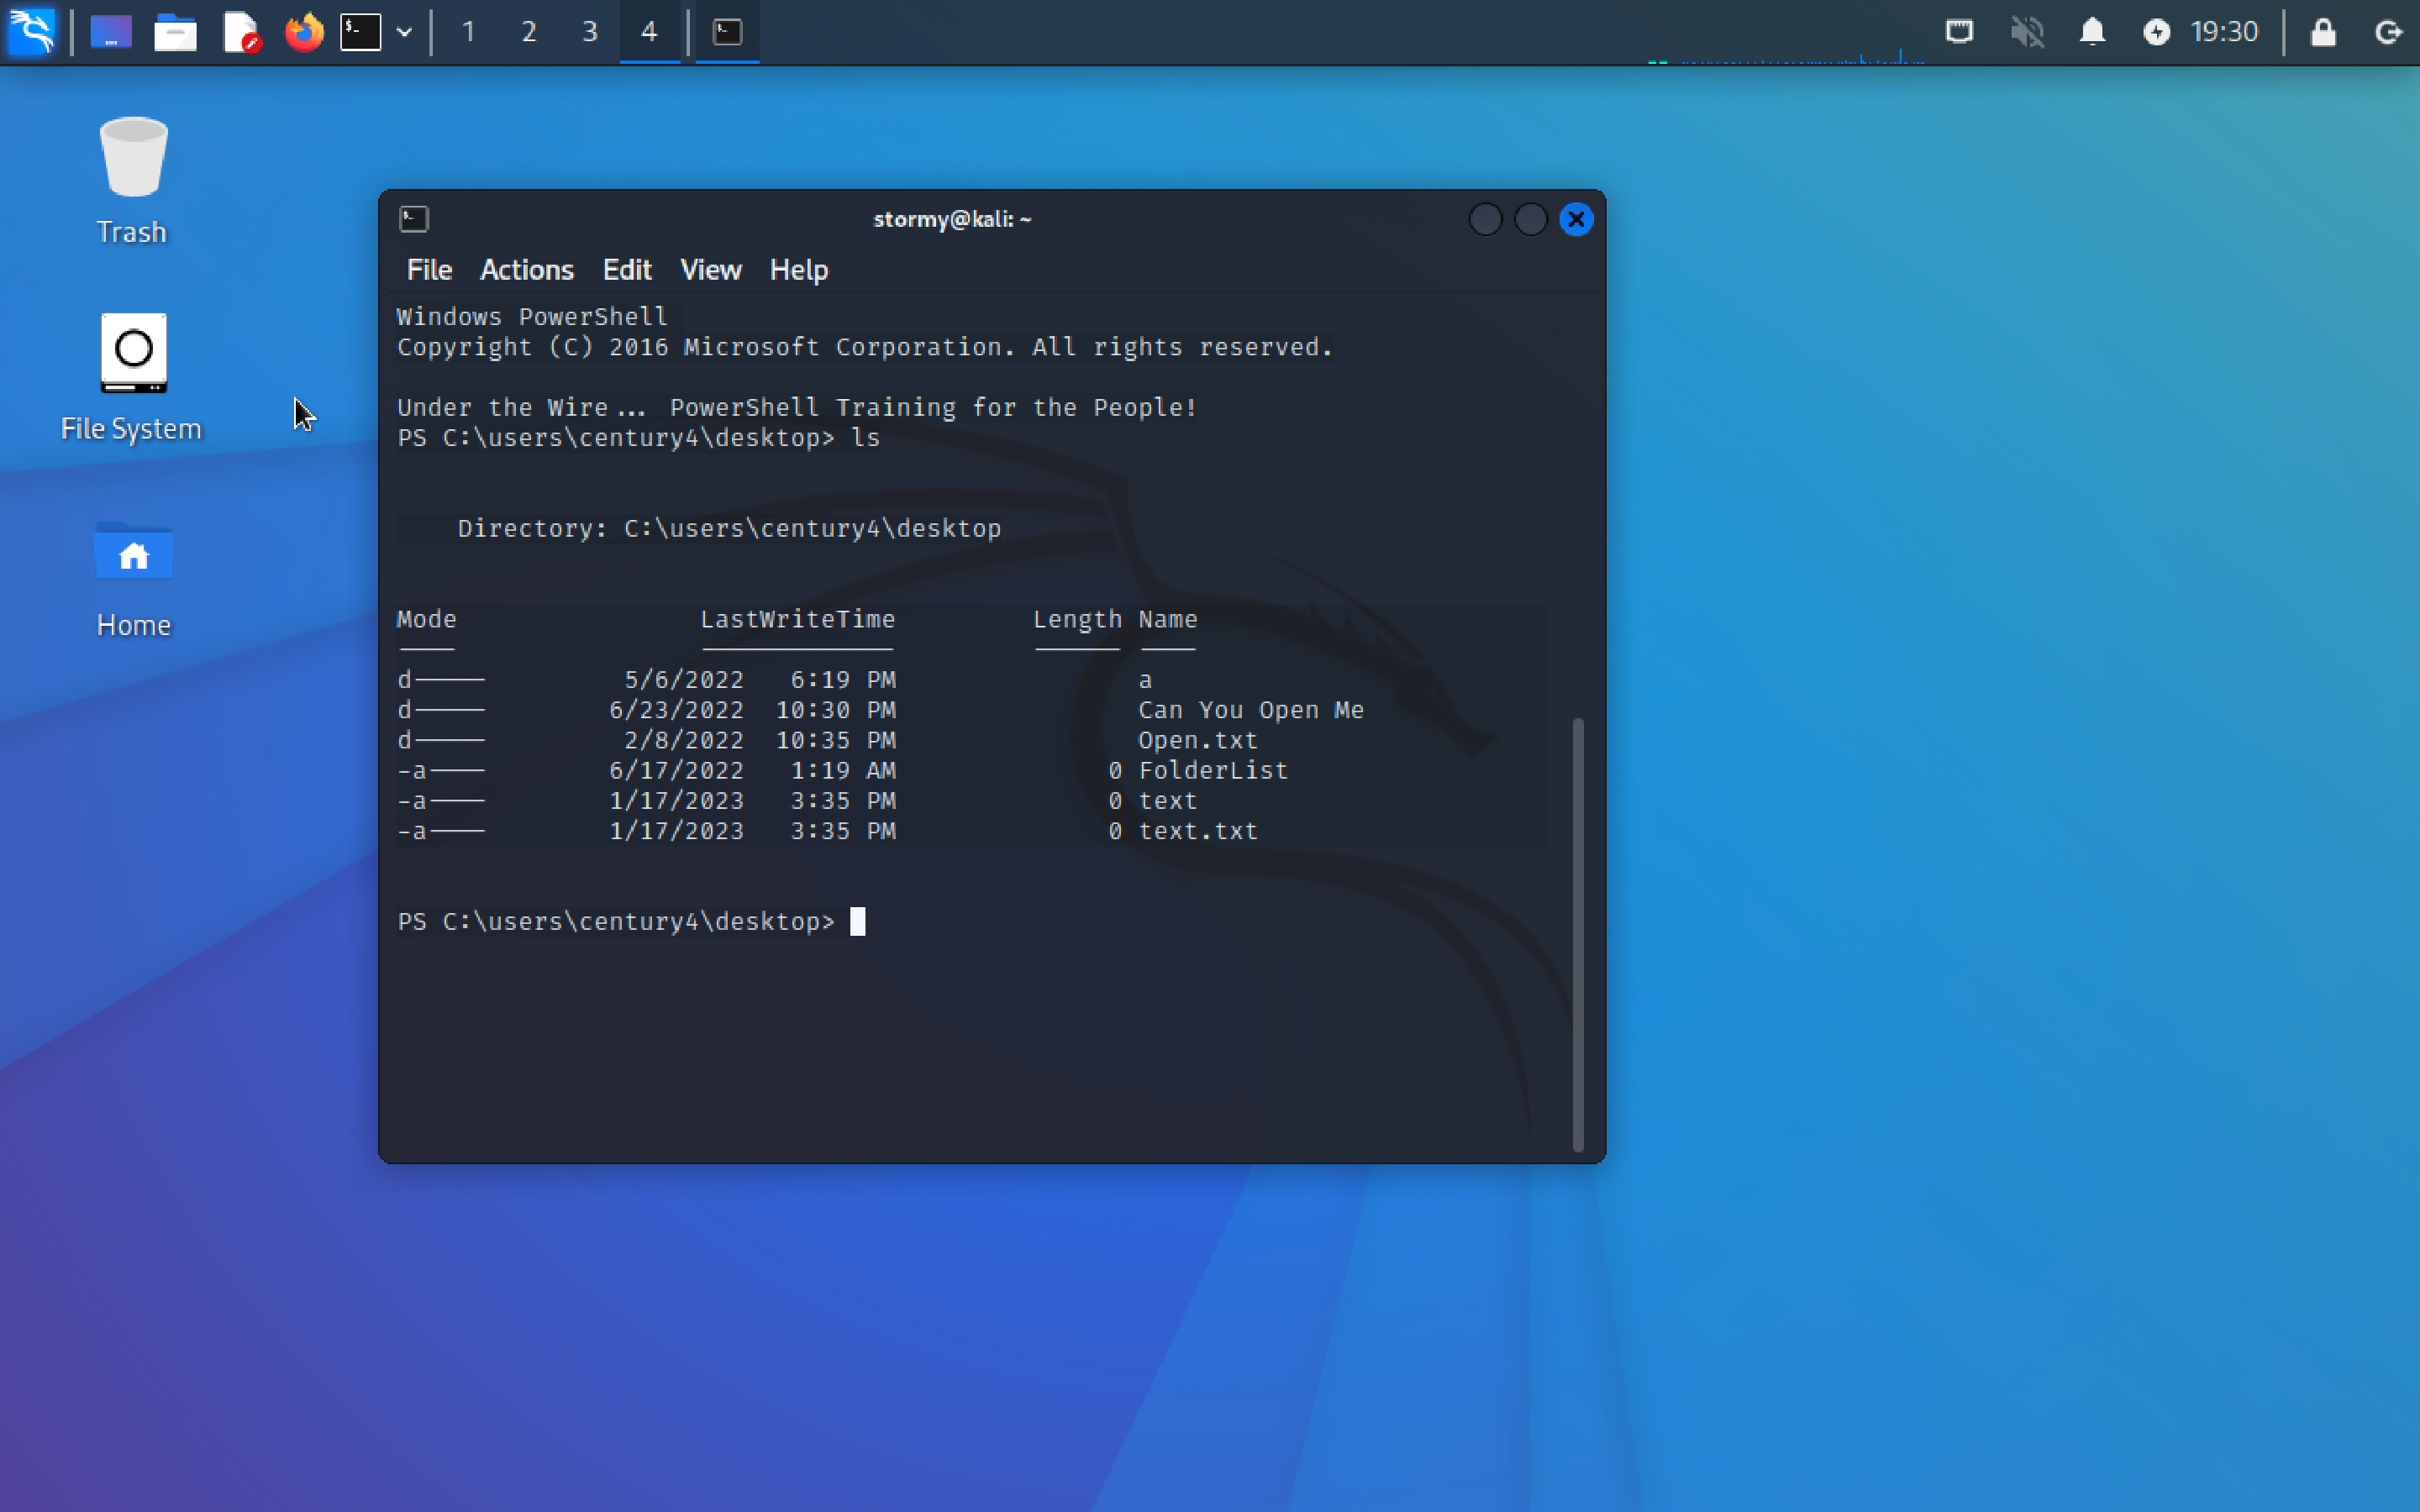 $-
1 2 3 4
19:30
Trash
File System
Home
stormy@kali: ~
File Actions Edit View Help
Windows PowerShell
Copyright (C) 2016 Microsoft Corporation. All rights reserved.
Under the Wire... PowerShell Training for the People!
PS C:\users\century4\desktop> ls
Directory: C:\users\century4\desktop
Mode LastWriteTime Length Name
---- ------------- ------ ----
d----- 5/6/2022 6:19 PM a
d----- 6/23/2022 10:30 PM Can You Open Me
d----- 2/8/2022 10:35 PM Open.txt
-a---- 6/17/2022 1:19 AM 0 FolderList
-a---- 1/17/2023 3:35 PM 0 text
-a---- 1/17/2023 3:35 PM 0 text.txt
PS C:\users\century4\desktop>